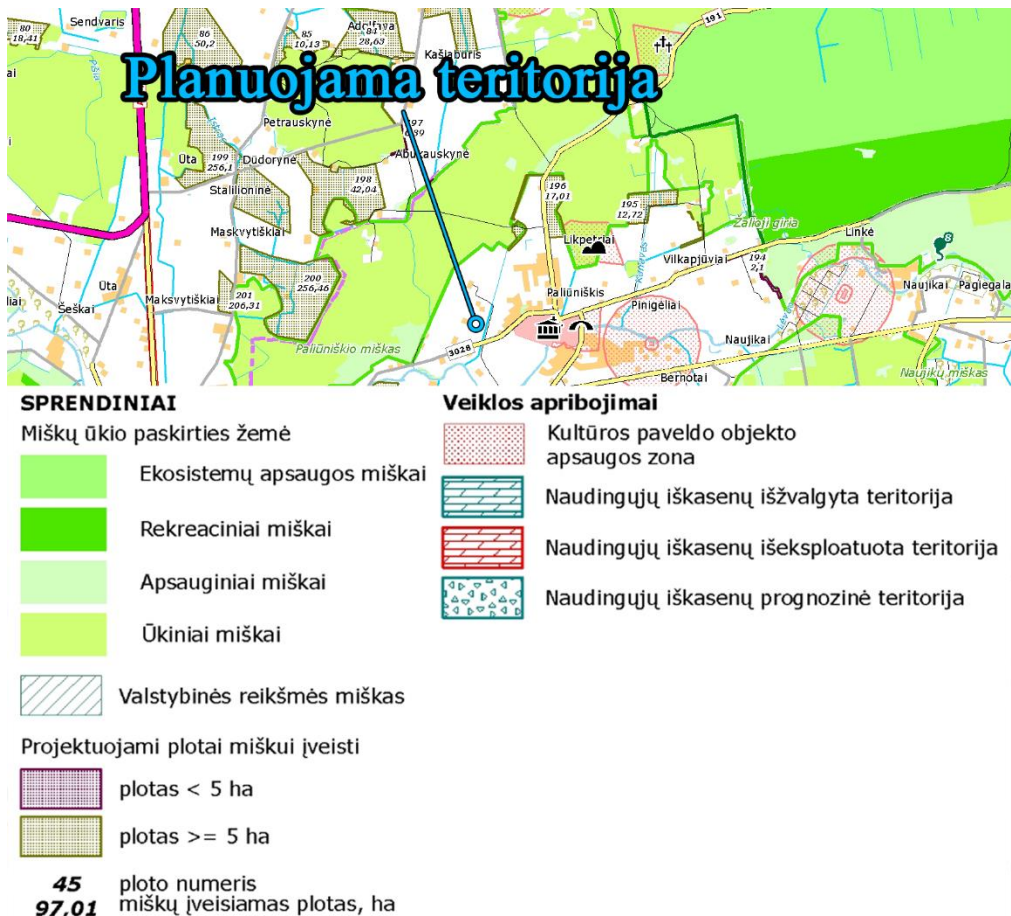 Sendvaris
80
18,41
86
50,2
85
10,13
Adolfava
84
28,63
Kašlaburis
191
Planuojama teritorija
Petrauskynė
197
Abukauskynė
Ūta
199
256,1
Dūdorynė
198
42,04
196
17,01
195
12,72
Stalilioninė
Maskvytiškiai
Likpetriai
Vilkapjūviai
Žalioji giria
Linkė
194
2,1
200
256,46
Ūta
Maksvytiškiai
201
206,31
Šeškai
Paliūniškis
Pinigėliai
Naujikai
Pagiegala
Naujikai
3028
Paliūniškio miškas
Bernotai
Naujikų miškas
SPRENDINIAI
Miškų ūkio paskirties žemė
Ekosistemų apsaugos miškai
Rekreaciniai miškai
Apsauginiai miškai
Ūkiniai miškai
Valstybinės reikšmės miškas
Projektuojami plotai miškui įveisti
plotas < 5 ha
plotas >= 5 ha
45 ploto numeris
97,01 miškų įveisiamas plotas, ha
Veiklos apribojimai
Kultūros paveldo objekto
apsaugos zona
Naudingųjų iškasenų išžvalgyta teritorija
Naudingųjų iškasenų išeksploatuota teritorija
Naudingųjų iškasenų prognozinė teritorija